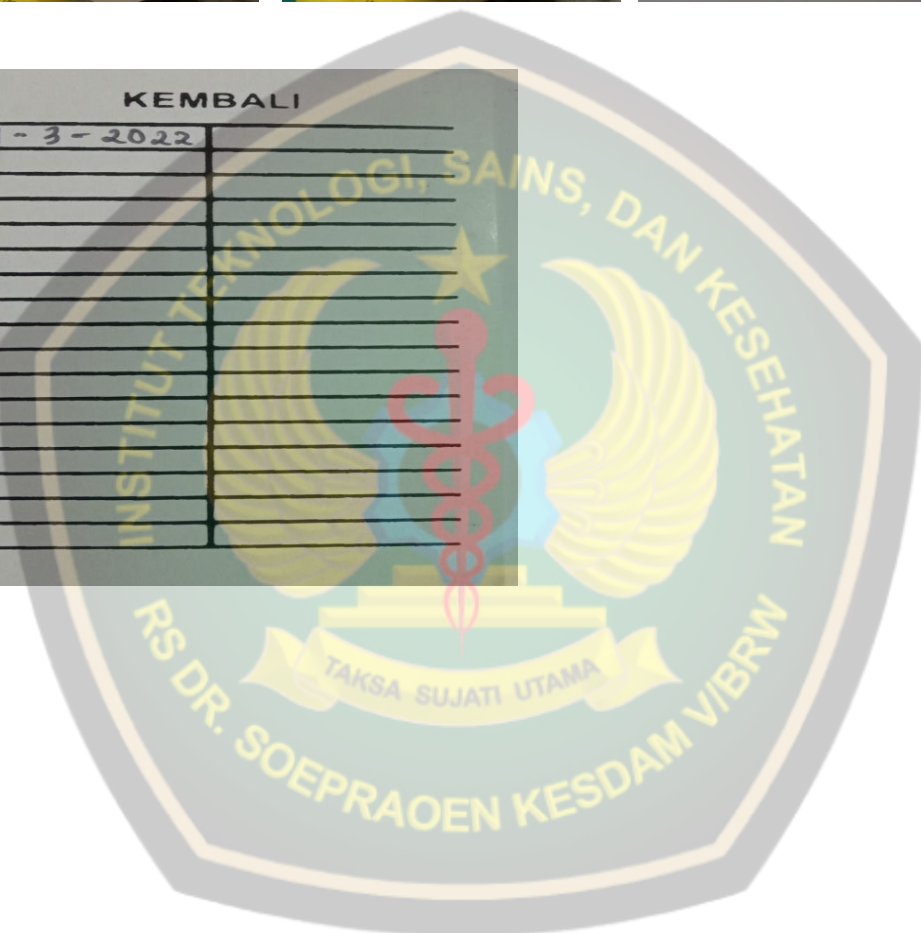 KEMBALI
- 3 - 2022
INSTITUT TEKNOLOGI, SAINS, DAN KESEHATAN
TAKSA SUJATI UTAMA
RS DR. SOEPRAOEN KESDAM V/BRW